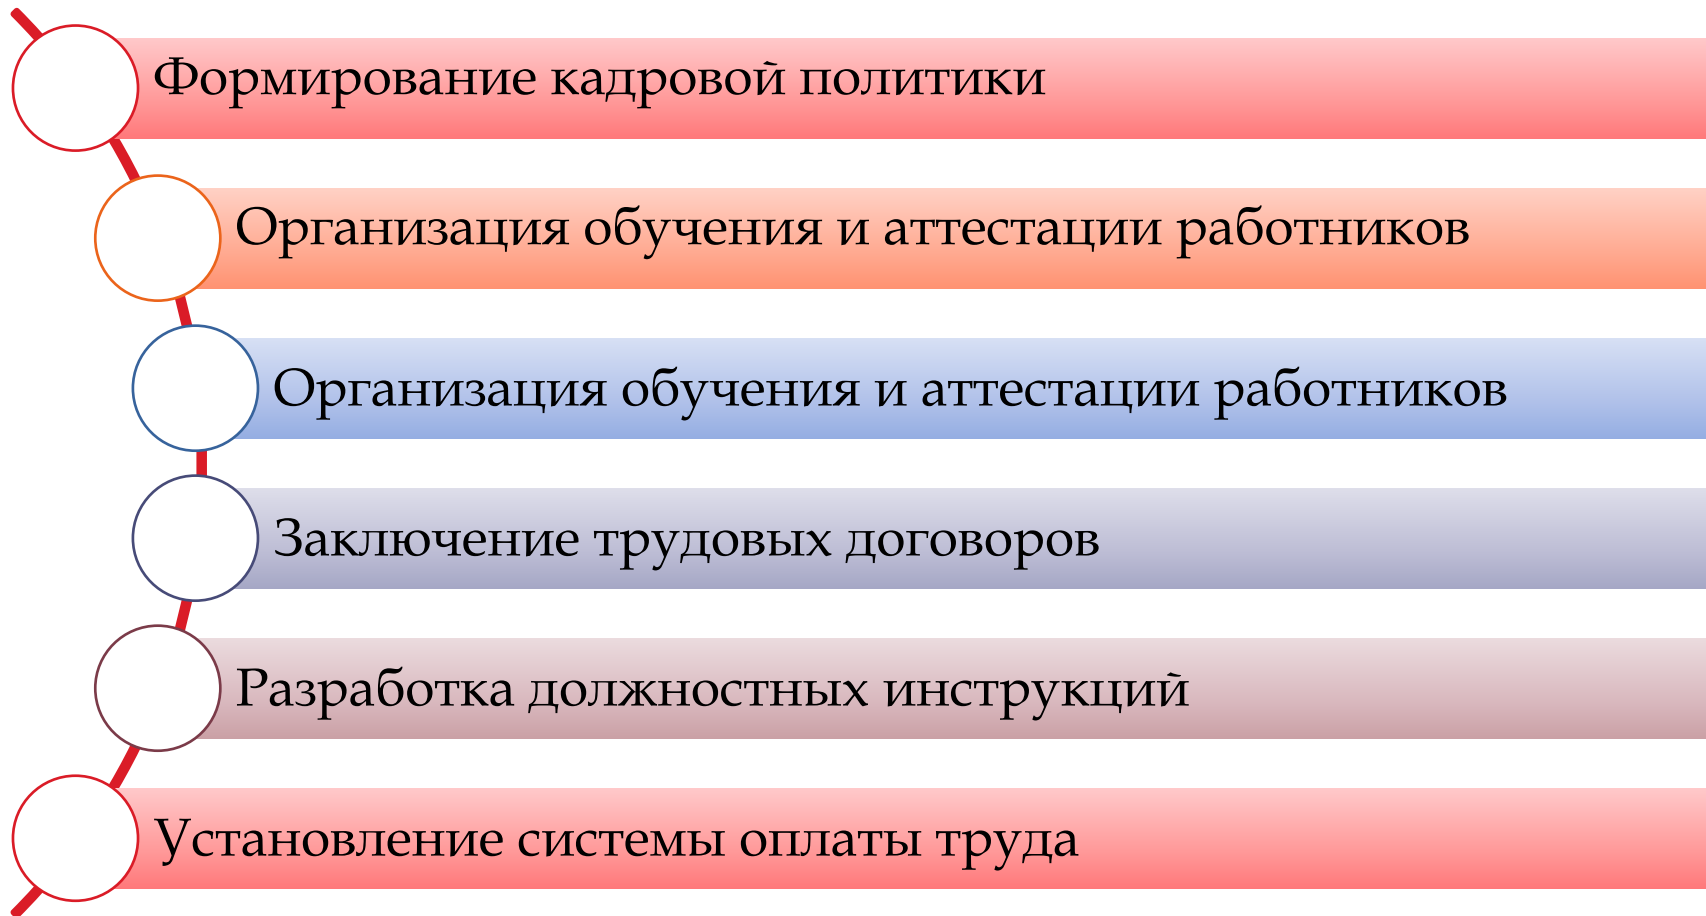 Формирование кадровой политики
Организация обучения и аттестации работников
Организация обучения и аттестации работников
Заключение трудовых договоров
Разработка должностных инструкций
Установление системы оплаты труда